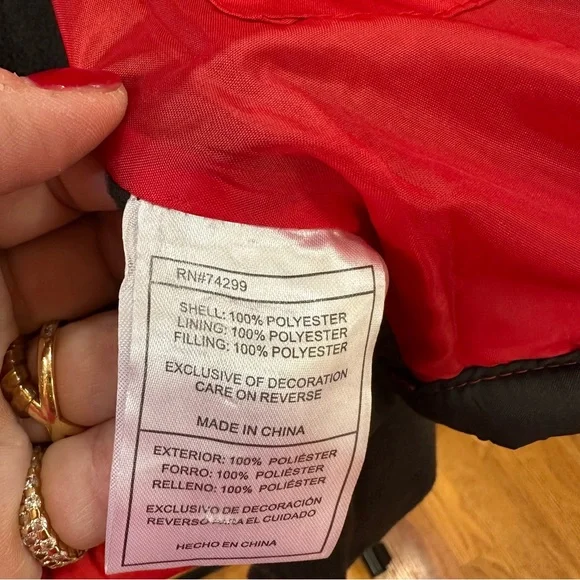 RN#74299
SHELL: 100% POLYESTER
LINING: 100% POLYESTER
FILLING: 100% POLYESTER
EXCLUSIVE OF DECORATION
CARE ON REVERSE
MADE IN CHINA
EXTERIOR: 100% POLIÉSTER
FORRO: 100% POLIÉSTER
RELLENO: 100% POLIÉSTER
EXCLUSIVO DE DECORACIÓN
REVERSO PARA EL CUIDADO
HECHO EN CHINA